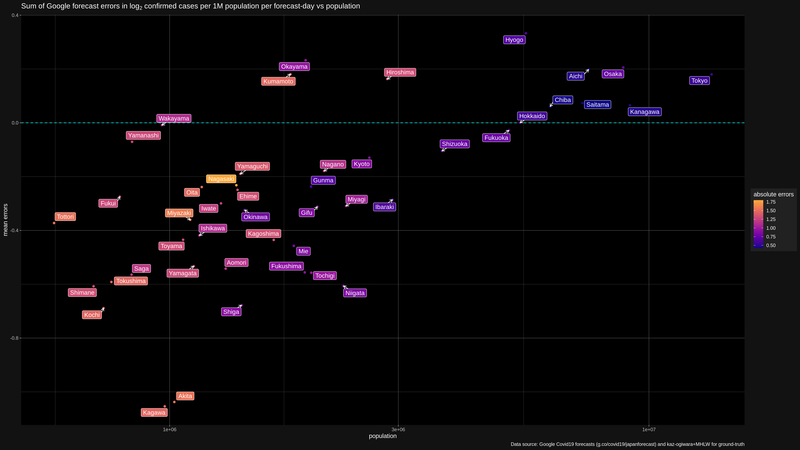 Sum of Google forecast errors in log2 confirmed cases per 1M population per forecast-day vs population
0.4
Hyogo
Okayama
Hiroshima
Kumamoto
Aichi
Osaka
Tokyo
Chiba
Saitama
Kanagawa
Hokkaido
Wakayama
0.0
Yamanashi
Fukuoka
Shizuoka
Yamaguchi
Nagano
Kyoto
Nagasaki
Gunma
Oita
Ehime
Fukui
Iwate
Miyagi
Ibaraki
Tottori
Miyazaki
Okinawa
Gifu
Ishikawa
Kagoshima
-0.4
Toyama
Mie
Saga
Yamagata
Aomori
Fukushima
Tochigi
Tokushima
Shimane
Niigata
Kochi
Shiga
-0.8
Akita
Kagawa
mean errors
1e+06
3e+06
1e+07
population
absolute errors
1.75
1.50
1.25
1.00
0.75
0.50
Data source: Google Covid19 forecasts (g.co/covid19/japanforecast) and kaz-ogiwara+MHLW for ground-truth